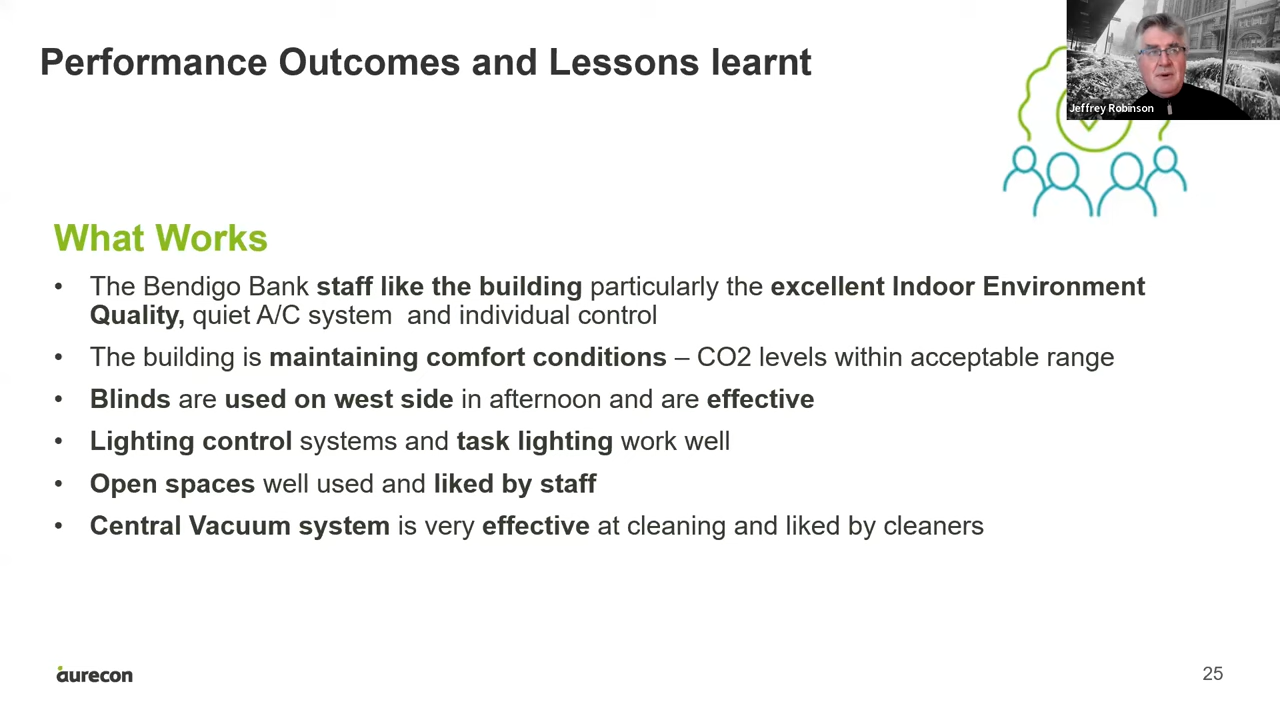 Performance Outcomes and Lessons learnt
Jeffrey Robinson
What Works
• The Bendigo Bank staff like the building particularly the excellent Indoor Environment
Quality, quiet A/C system  and individual control
• The building is maintaining comfort conditions – CO2 levels within acceptable range
• Blinds are used on west side in afternoon and are effective
• Lighting control systems and task lighting work well
• Open spaces well used and liked by staff
• Central Vacuum system is very effective at cleaning and liked by cleaners
aurecon
25